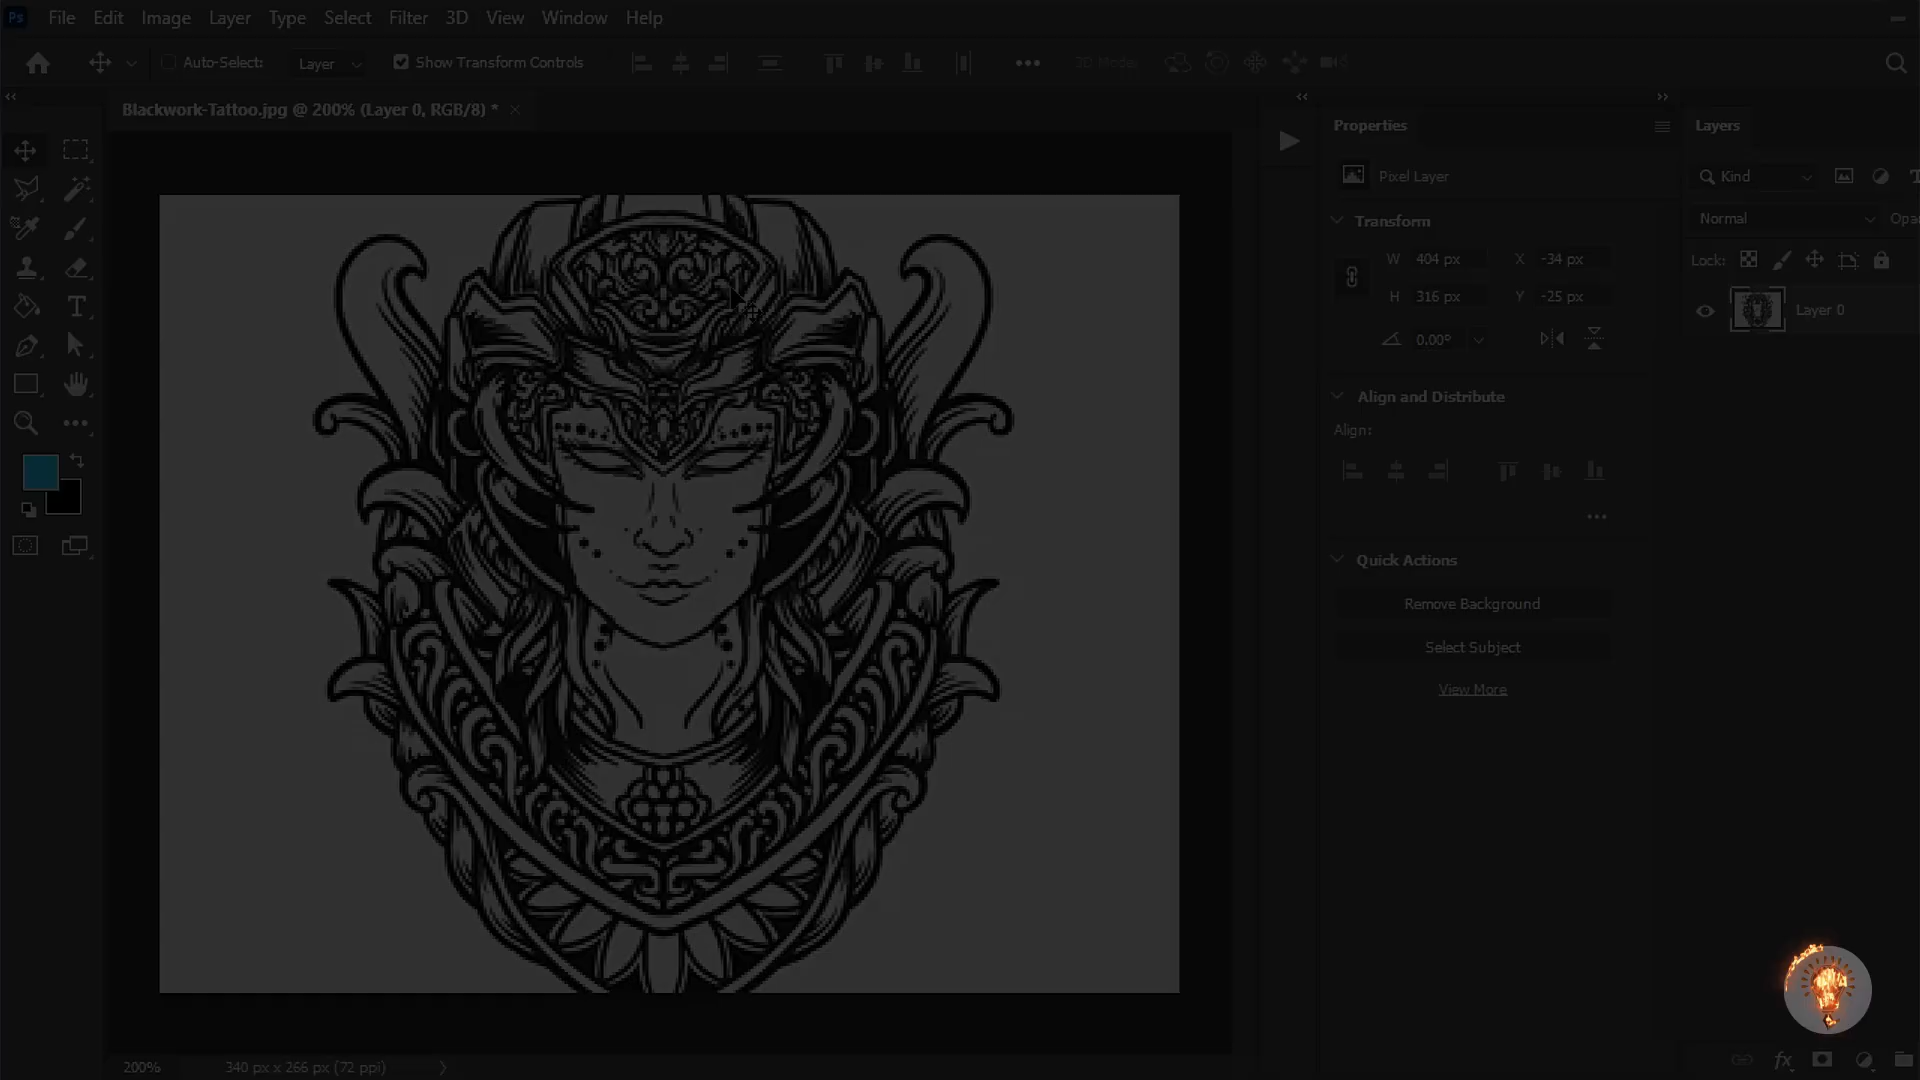 Ps File Edit Image Layer Type Select Filter 3D View Window Help
Auto-Select: Layer Show Transform Controls 3D Mode:
Blackwork-Tattoo.jpg @ 200% (Layer 0, RGB/8) *
Properties
Layers
Pixel Layer
Kind
Transform
Normal
W 404 px X -34 px
Lock:
H 316 px Y -25 px
Layer 0
0.00°
Align and Distribute
Align:
Quick Actions
Remove Background
Select Subject
View More
fx
200% 340 px x 266 px (72 ppi)